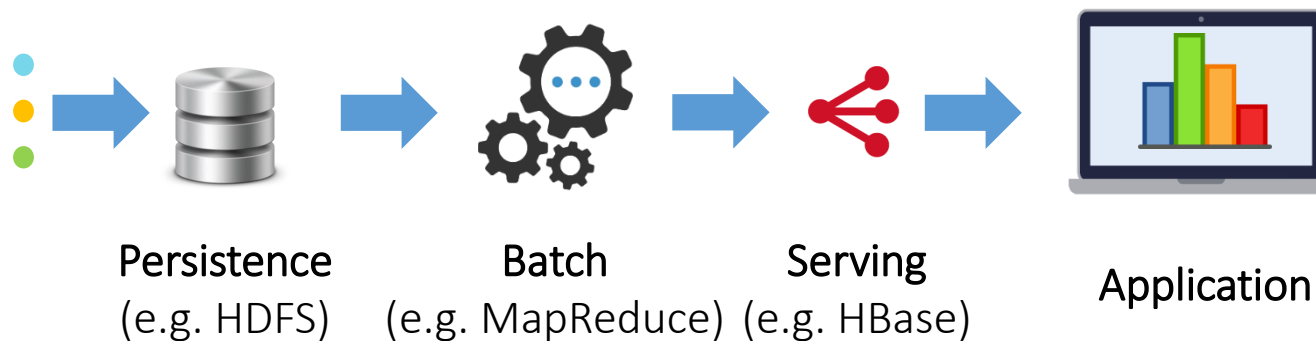 Persistence
(e.g. HDFS)
Batch
(e.g. MapReduce)
Serving
(e.g. HBase)
Application